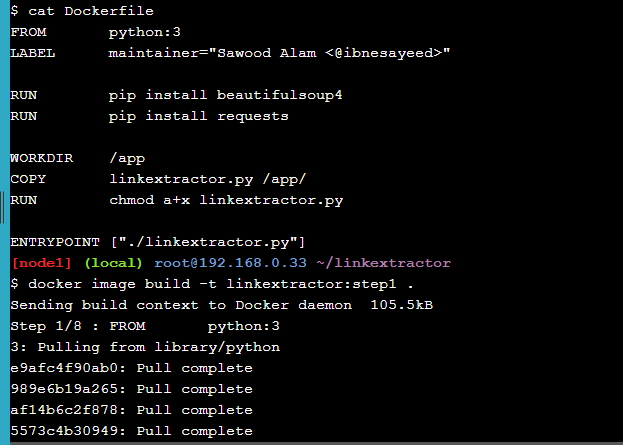 $ cat Dockerfile
FROM       python:3
LABEL      maintainer="Sawood Alam <@ibnesayeed>"
RUN        pip install beautifulsoup4
RUN        pip install requests
WORKDIR    /app
COPY       linkextractor.py /app/
RUN        chmod a+x linkextractor.py
ENTRYPOINT ["./linkextractor.py"]
[node1] (local) root@192.168.0.33 ~/linkextractor
$ docker image build -t linkextractor:step1 .
Sending build context to Docker daemon  105.5kB
Step 1/8 : FROM       python:3
3: Pulling from library/python
e9afc4f90ab0: Pull complete
989e6b19a265: Pull complete
af14b6c2f878: Pull complete
5573c4b30949: Pull complete